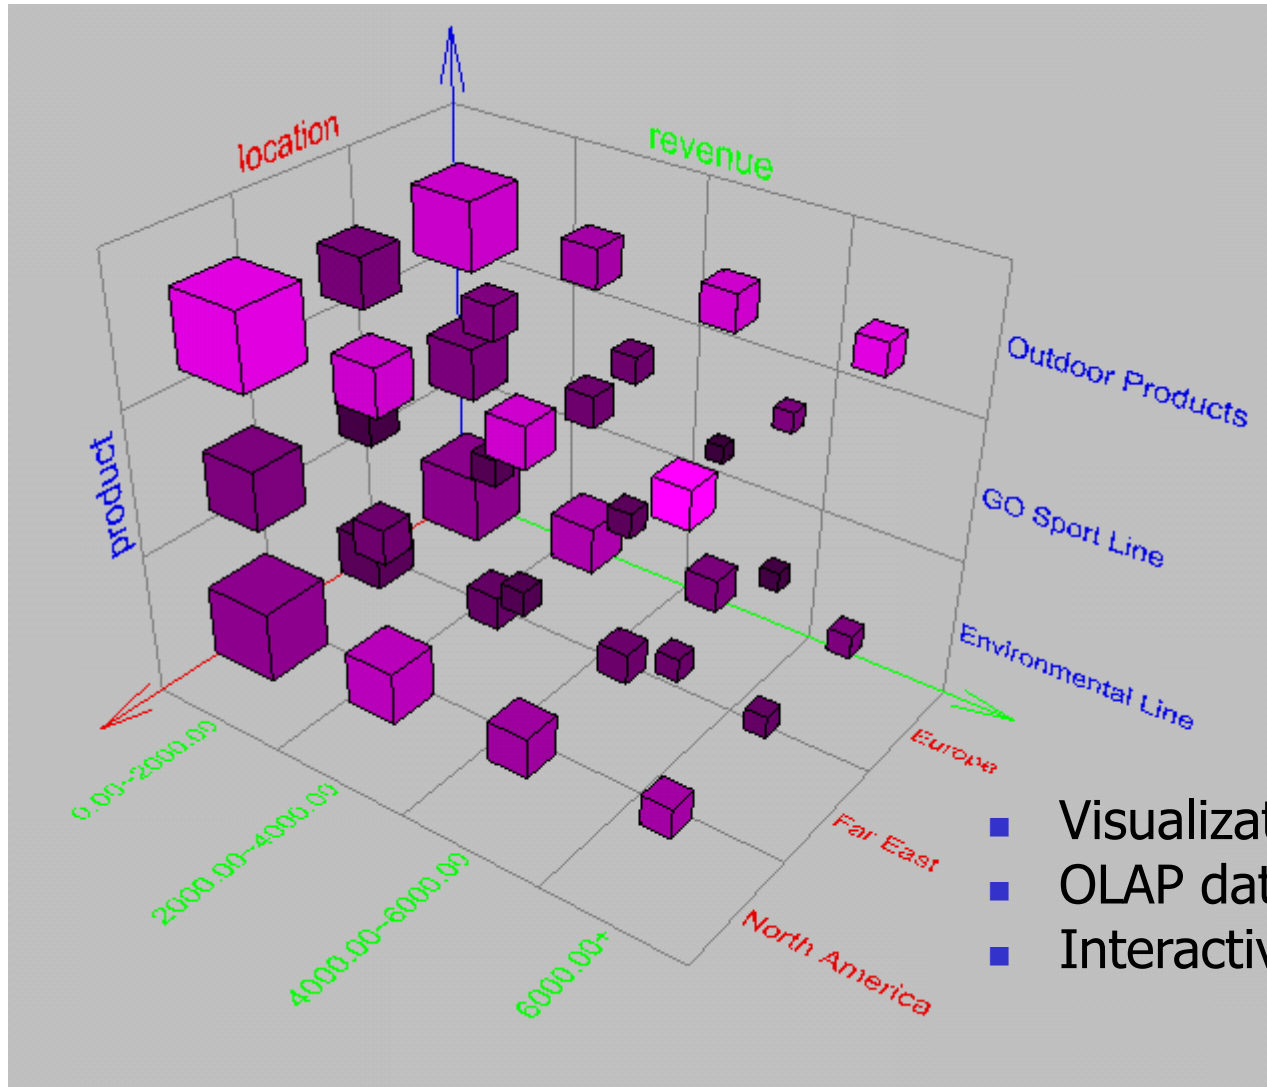 location
revenue
product
Outdoor Products
GO Sport Line
Environmental Line
Europe
Far East
North America
0.00~2000.00
2000.00~4000.00
4000.00~6000.00
6000.00+
■ Visualizat
■ OLAP dat
■ Interactiv